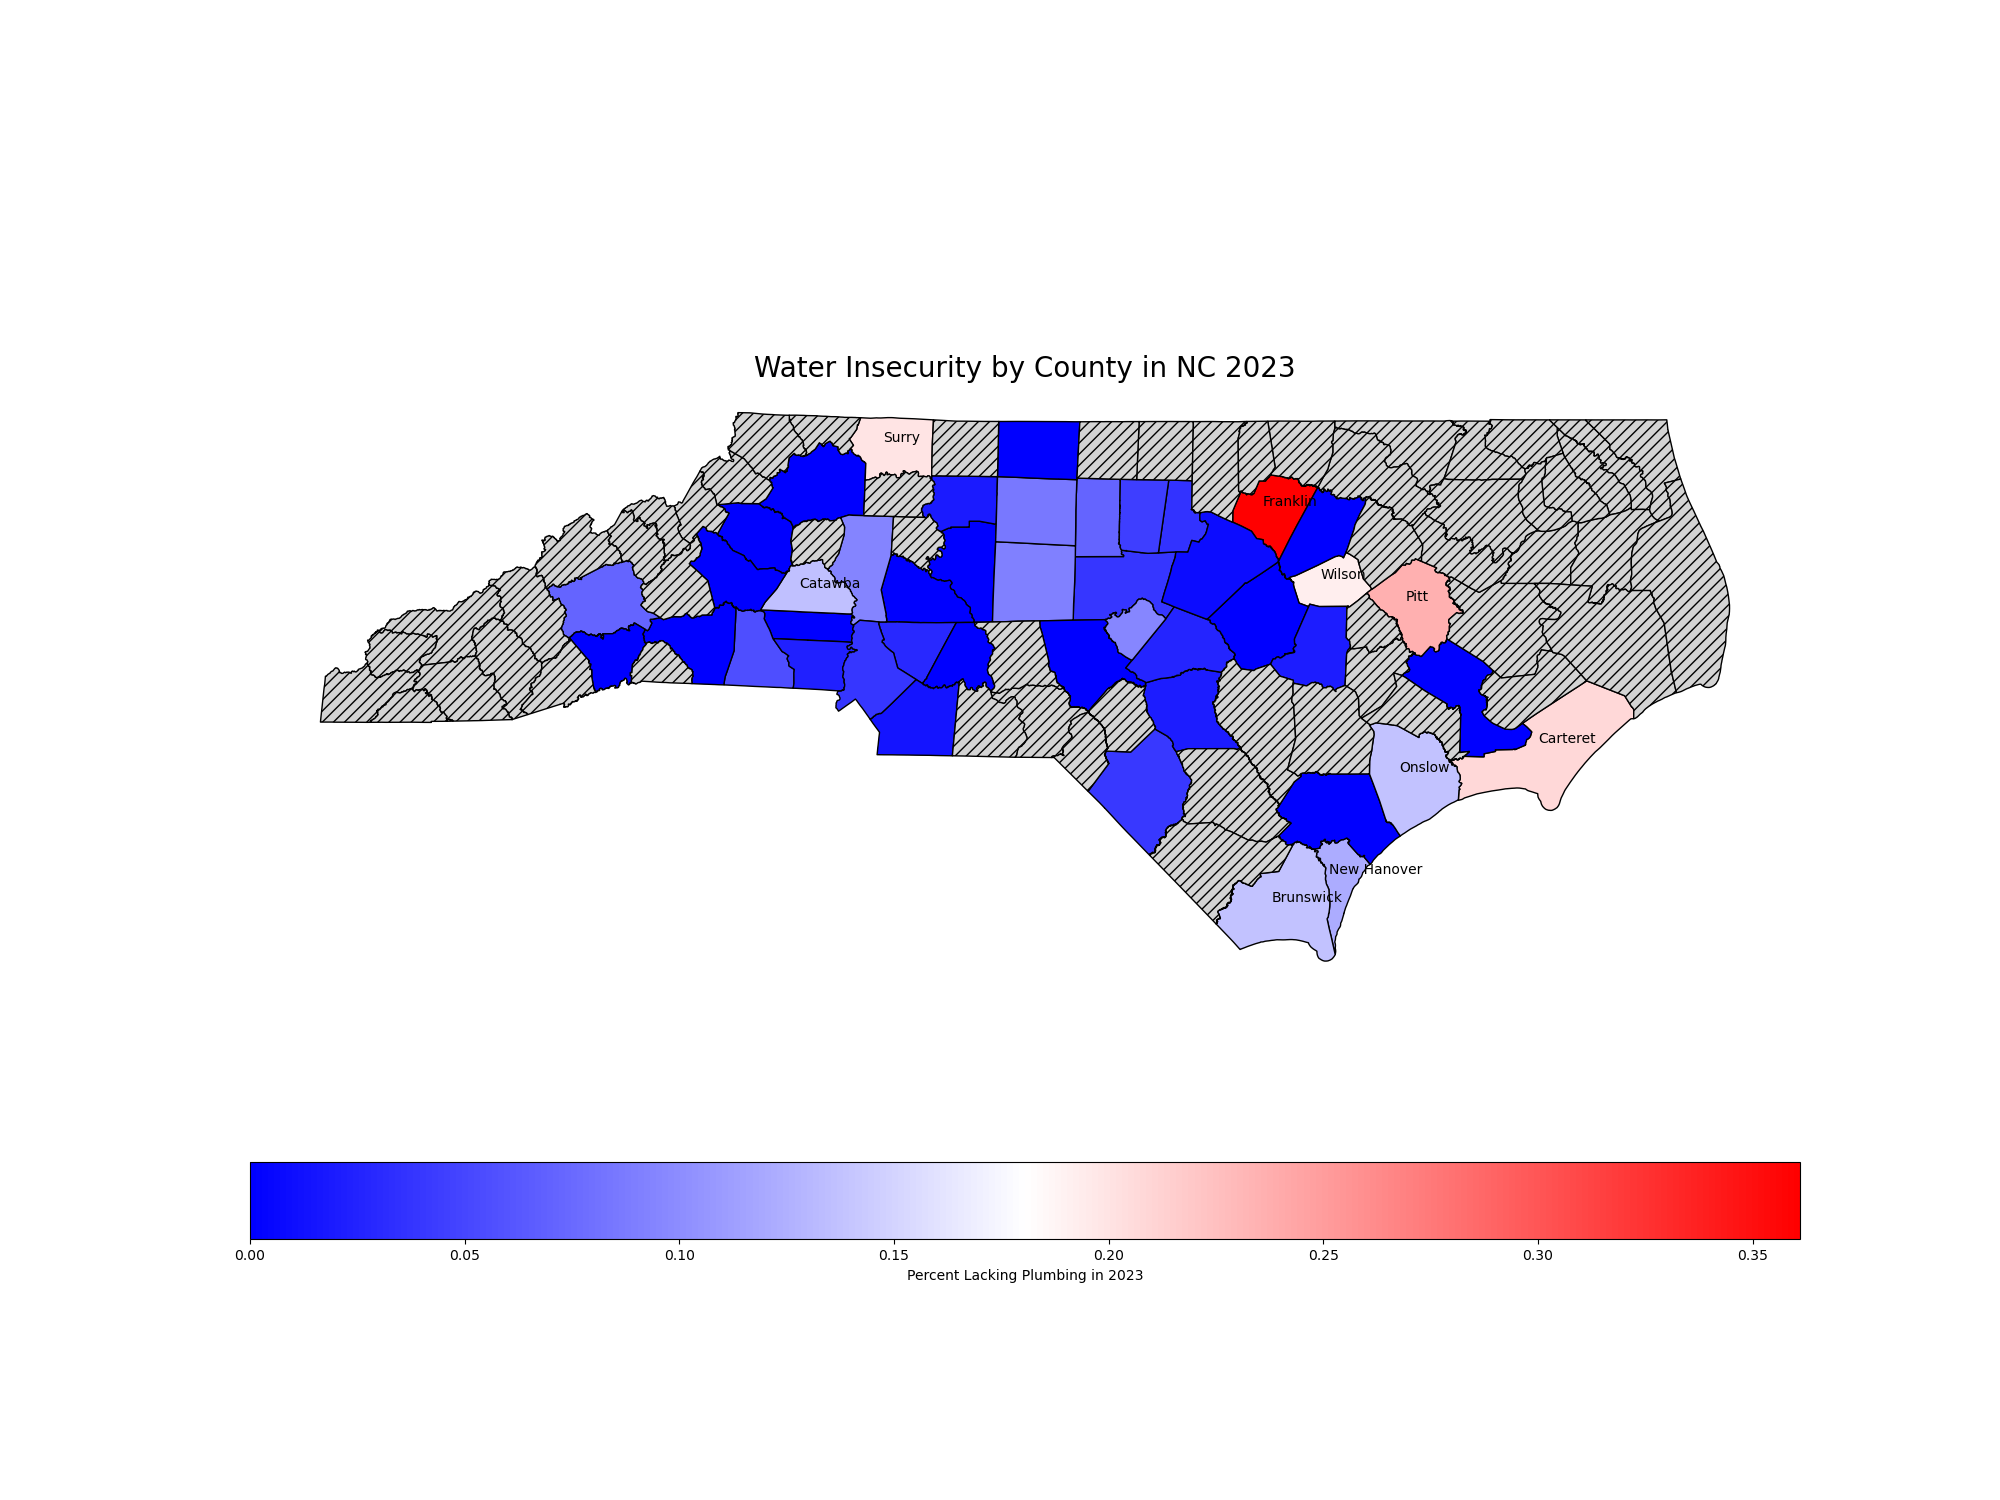 Water Insecurity by County in NC 2023
Surry
Franklin
Wilson
Catawba
Pitt
Carteret
Onslow
New Hanover
Brunswick
0.00 0.05 0.10 0.15 0.20 0.25 0.30 0.35
Percent Lacking Plumbing in 2023